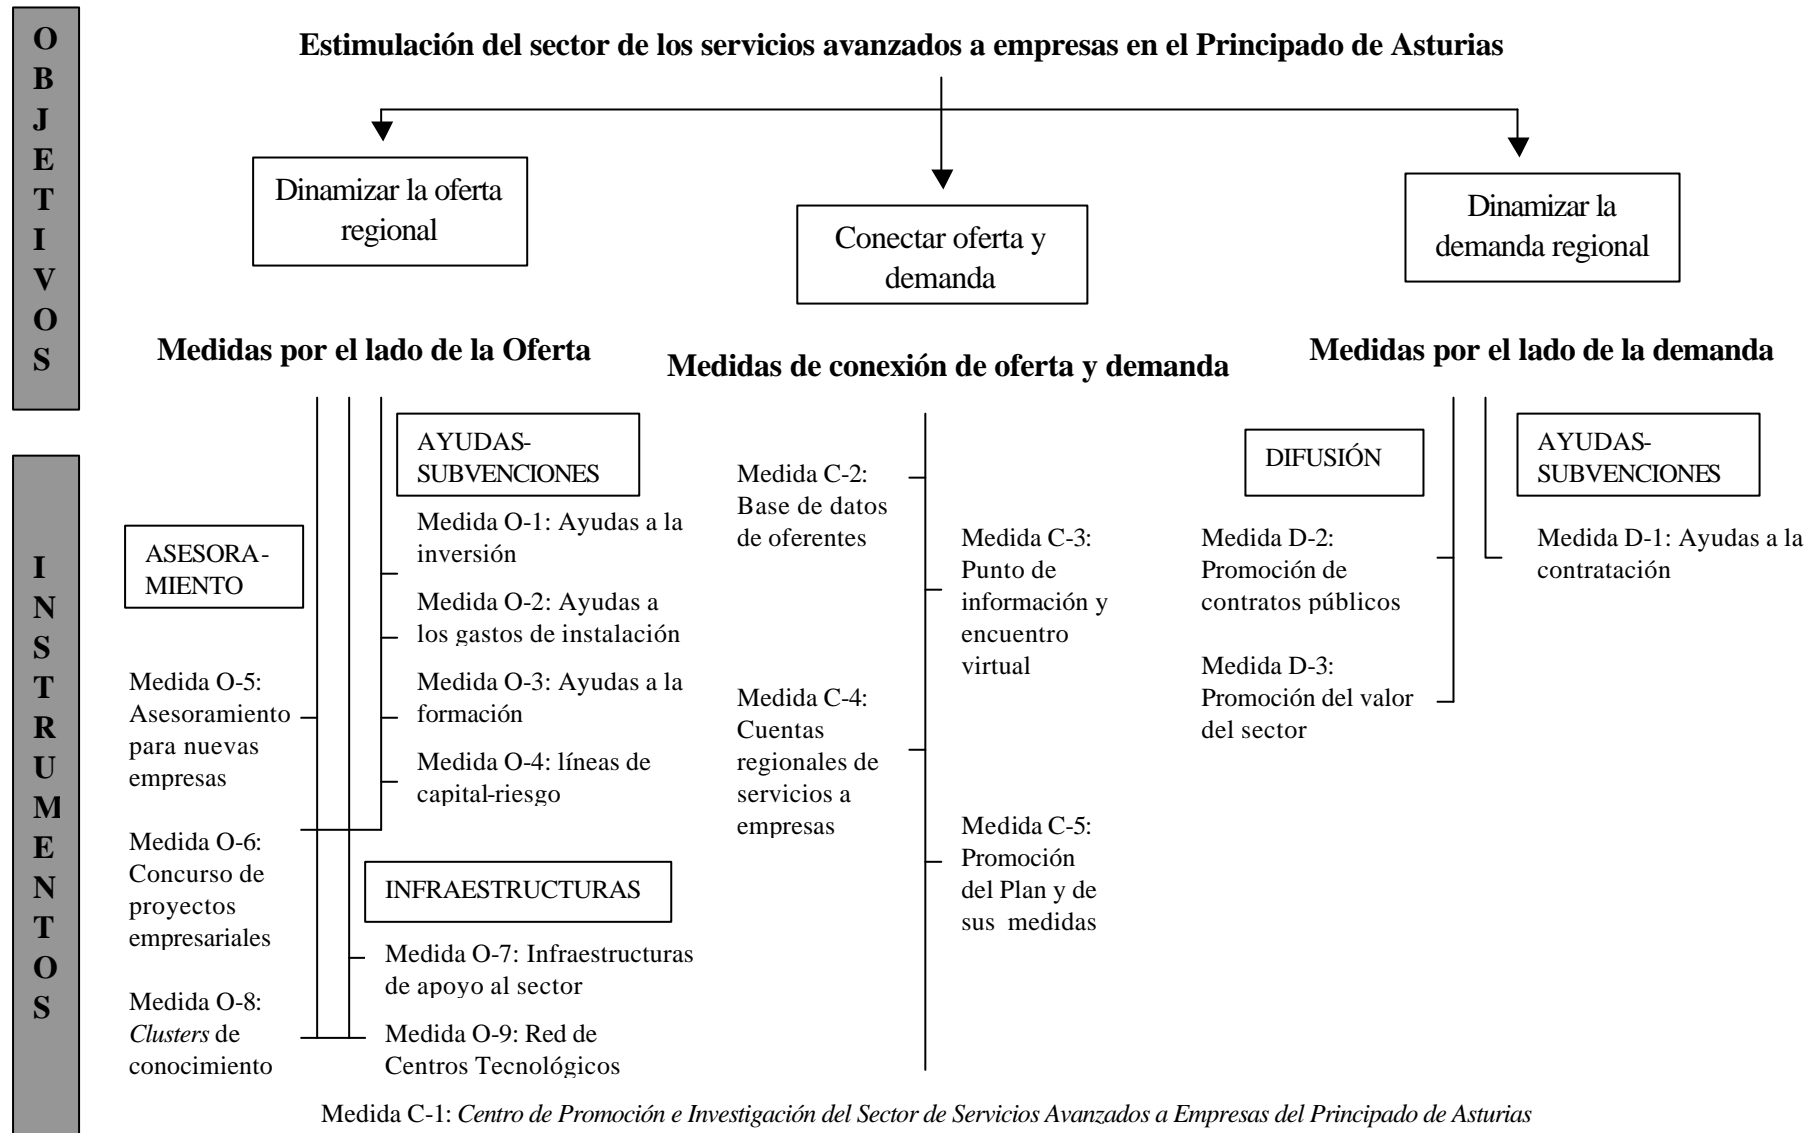 OBJETIVOS
Estimulación del sector de los servicios avanzados a empresas en el Principado de Asturias
Dinamizar la oferta
regional
Conectar oferta y
demanda
Dinamizar la
demanda regional
Medidas por el lado de la Oferta
Medidas de conexión de oferta y demanda
Medidas por el lado de la demanda
INSTRUMENTOS
ASESORA-
MIENTO
Medida O-5:
Asesoramiento
para nuevas
empresas
Medida O-6:
Concurso de
proyectos
empresariales
Medida O-8:
Clusters de
conocimiento
AYUDAS-
SUBVENCIONES
Medida O-1: Ayudas a la
inversión
Medida O-2: Ayudas a
los gastos de instalación
Medida O-3: Ayudas a la
formación
Medida O-4: líneas de
capital-riesgo
INFRAESTRUCTURAS
Medida O-7: Infraestructuras
de apoyo al sector
Medida O-9: Red de
Centros Tecnológicos
Medida C-2:
Base de datos
de oferentes
Medida C-3:
Punto de
información y
encuentro
virtual
Medida C-4:
Cuentas
regionales de
servicios a
empresas
Medida C-5:
Promoción
del Plan y de
sus medidas
DIFUSIÓN
Medida D-2:
Promoción de
contratos públicos
Medida D-3:
Promoción del valor
del sector
AYUDAS-
SUBVENCIONES
Medida D-1: Ayudas a la
contratación
Medida C-1: Centro de Promoción e Investigación del Sector de Servicios Avanzados a Empresas del Principado de Asturias